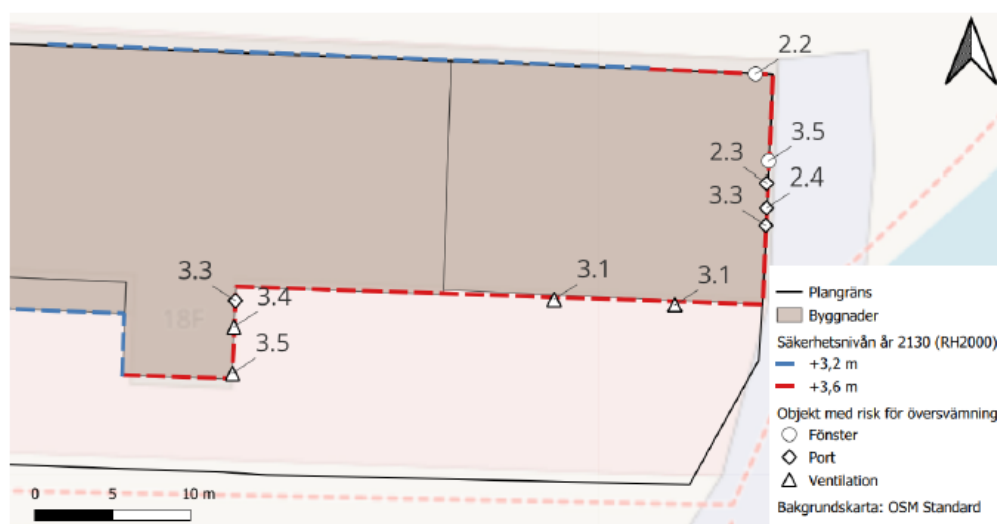 2.2
3.5
2.3
2.4
3.3
3.1
3.1
3.3
3.4
18F
3.5
Plangräns
Byggnader
Säkerhetsnivån år 2130 (RH2000)
+3,2 m
+3,6 m
Objekt med risk för översvämning
Fönster
Port
Ventilation
Bakgrundskarta: OSM Standard
0 5 10 m